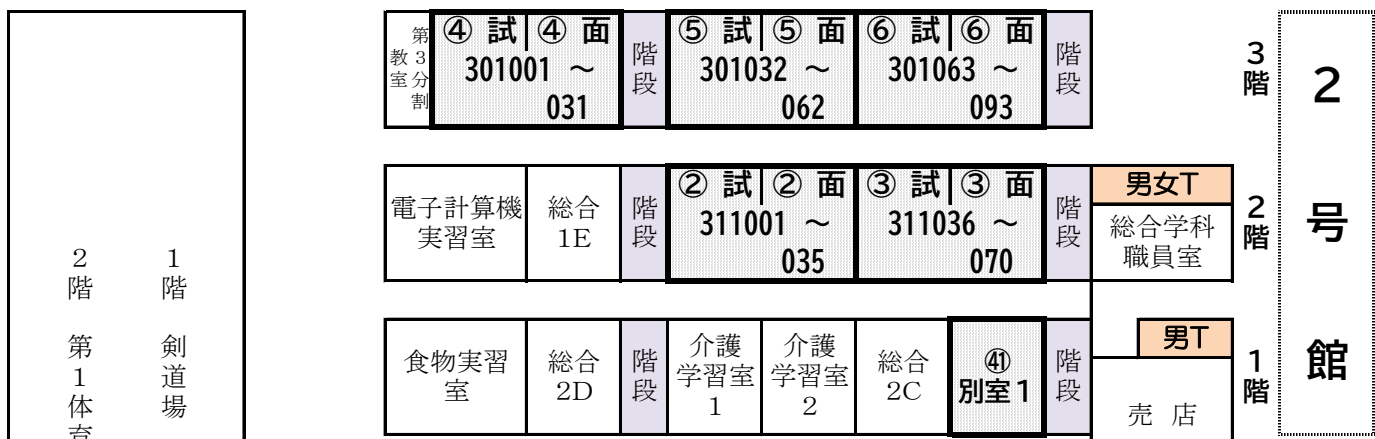 第3分割
教室
④ 試 ④ 面
301001 ～
031
階段
⑤ 試 ⑤ 面
301032 ～
062
⑥ 試 ⑥ 面
301063 ～
093
階段
3階
電子計算機
実習室
総合
1E
階段
② 試 ② 面
311001 ～
035
③ 試 ③ 面
311036 ～
070
階段
男女T
総合学科
職員室
2階
食物実習
室
総合
2D
階段
介護
学習室
1
介護
学習室
2
総合
2C
㊶
別室1
階段
男T
売 店
1階
2号館
1階 剣道場
2階 第1体育